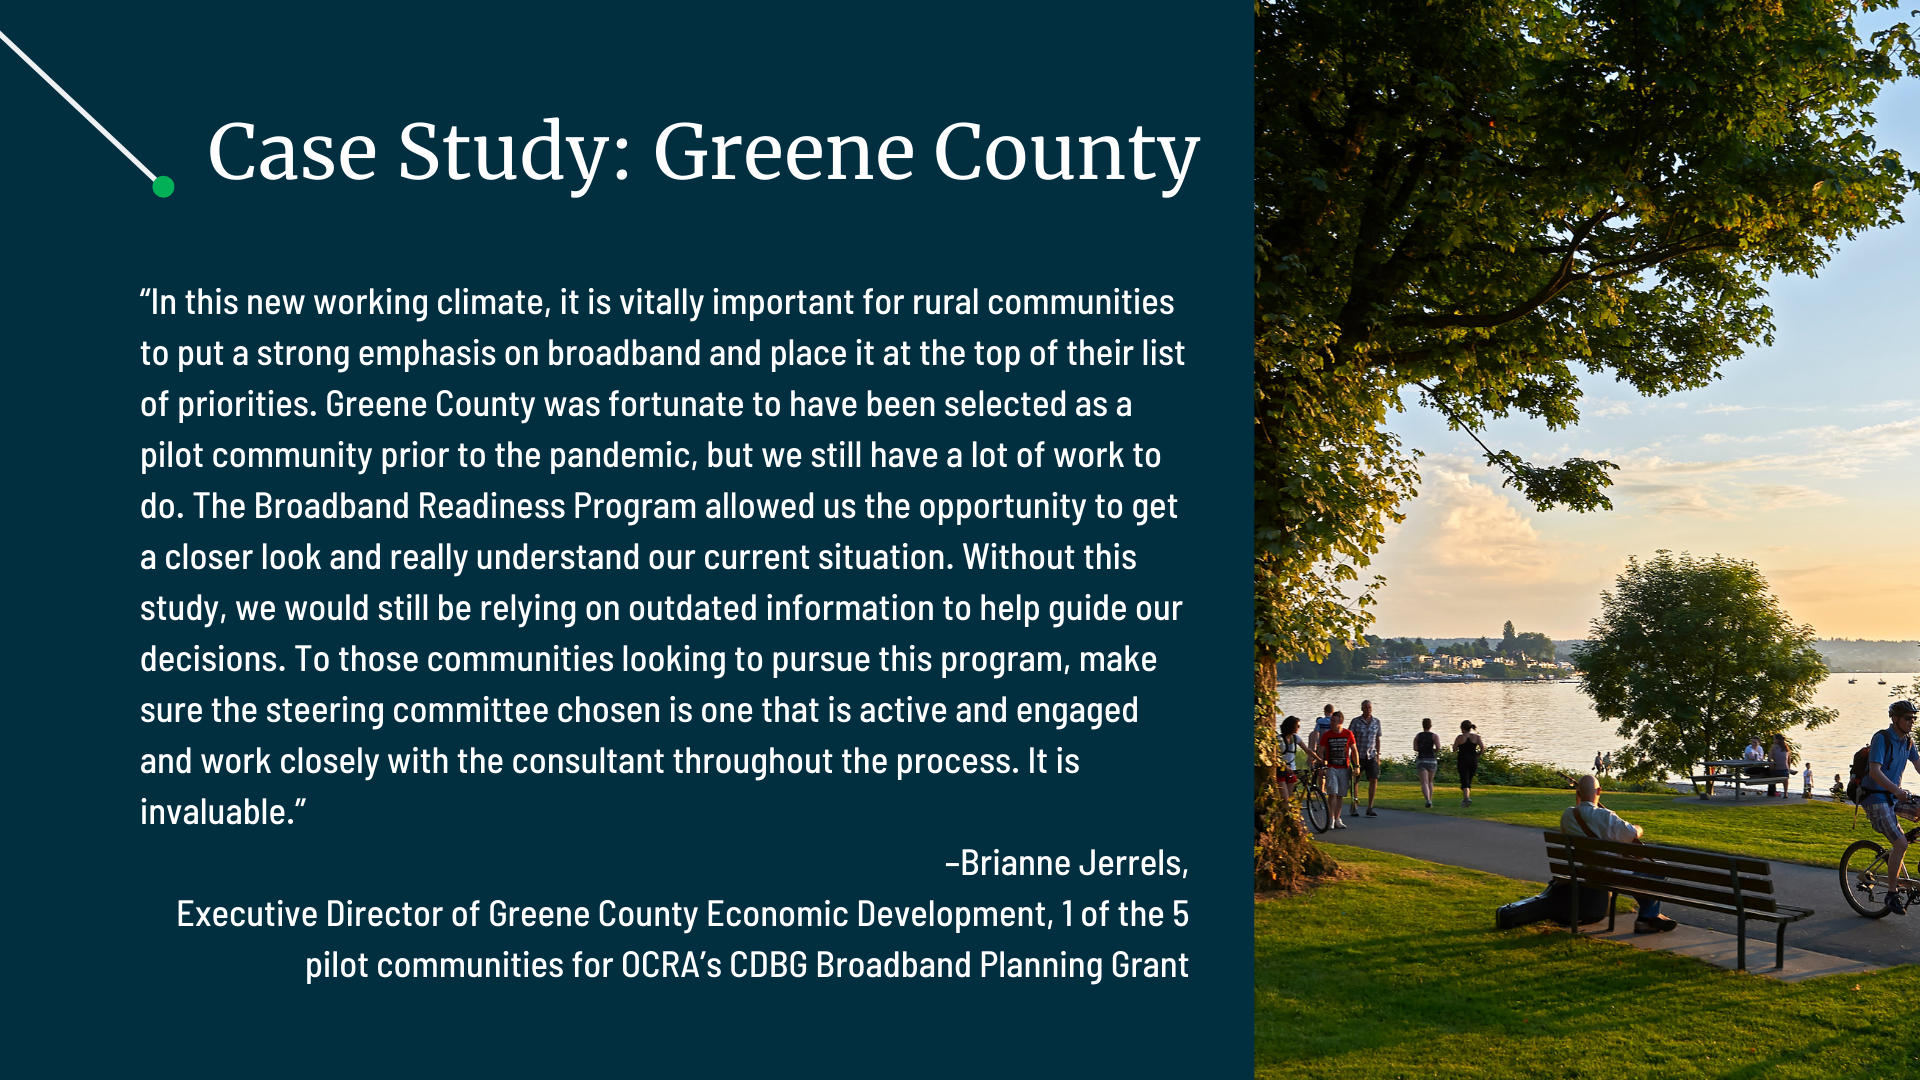 Case Study: Greene County
“In this new working climate, it is vitally important for rural communities
to put a strong emphasis on broadband and place it at the top of their list
of priorities. Greene County was fortunate to have been selected as a
pilot community prior to the pandemic, but we still have a lot of work to
do. The Broadband Readiness Program allowed us the opportunity to get
a closer look and really understand our current situation. Without this
study, we would still be relying on outdated information to help guide our
decisions. To those communities looking to pursue this program, make
sure the steering committee chosen is one that is active and engaged
and work closely with the consultant throughout the process. It is
invaluable.”
–Brianne Jerrels,
Executive Director of Greene County Economic Development, 1 of the 5
pilot communities for OCRA’s CDBG Broadband Planning Grant